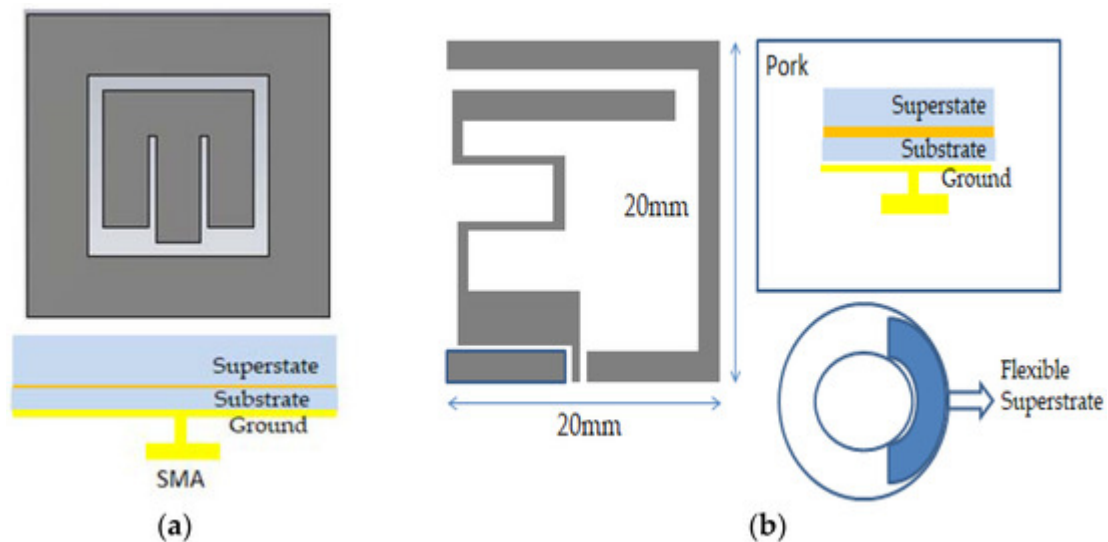 Superstate
Substrate
Ground
SMA
(a)
20mm
20mm
Pork
Superstate
Substrate
Ground
Flexible
Superstrate
(b)